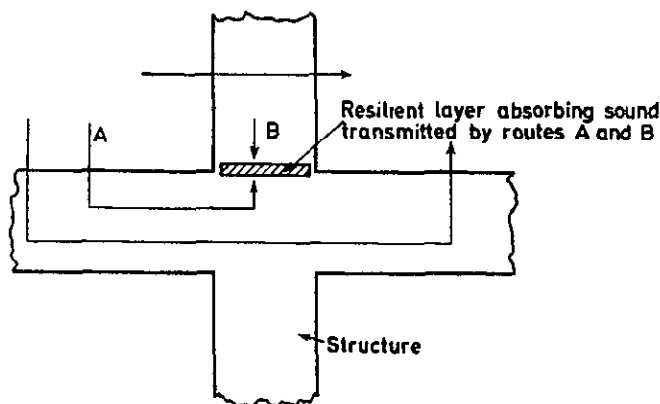 A
B
Resilient layer absorbing sound
transmitted by routes A and B
Structure